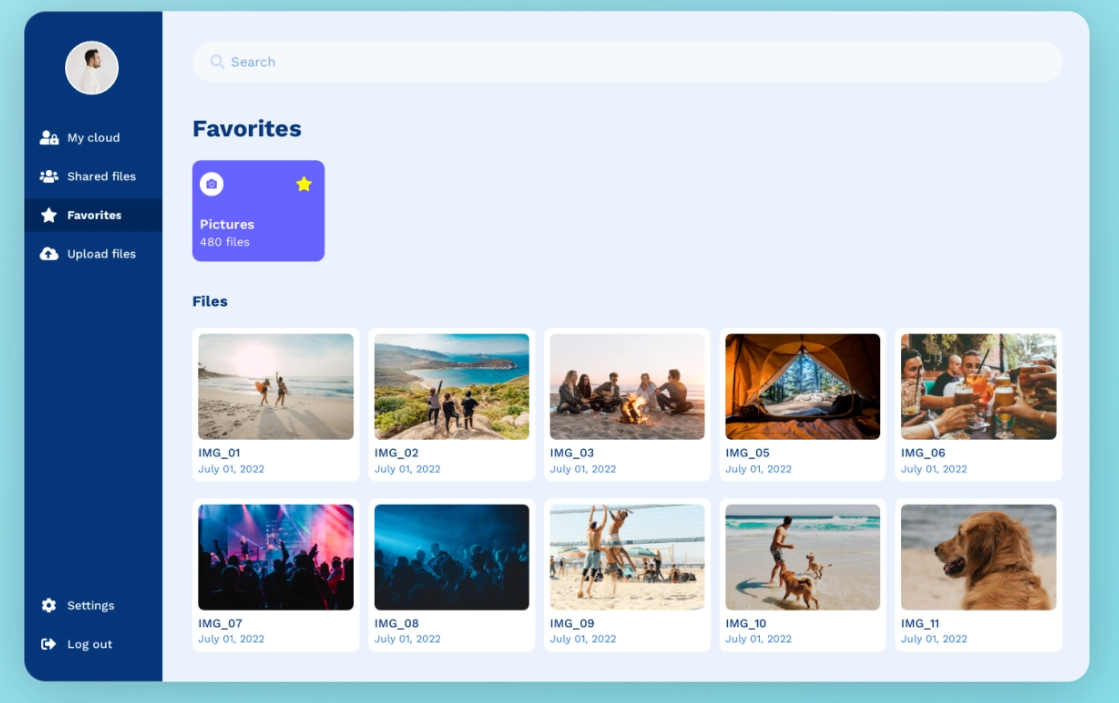 Search
My cloud
Shared files
Favorites
Upload files
Settings
Log out
Favorites
Pictures
480 files
Files
IMG_01
July 01, 2022
IMG_02
July 01, 2022
IMG_03
July 01, 2022
IMG_05
July 01, 2022
IMG_06
July 01, 2022
IMG_07
July 01, 2022
IMG_08
July 01, 2022
IMG_09
July 01, 2022
IMG_10
July 01, 2022
IMG_11
July 01, 2022